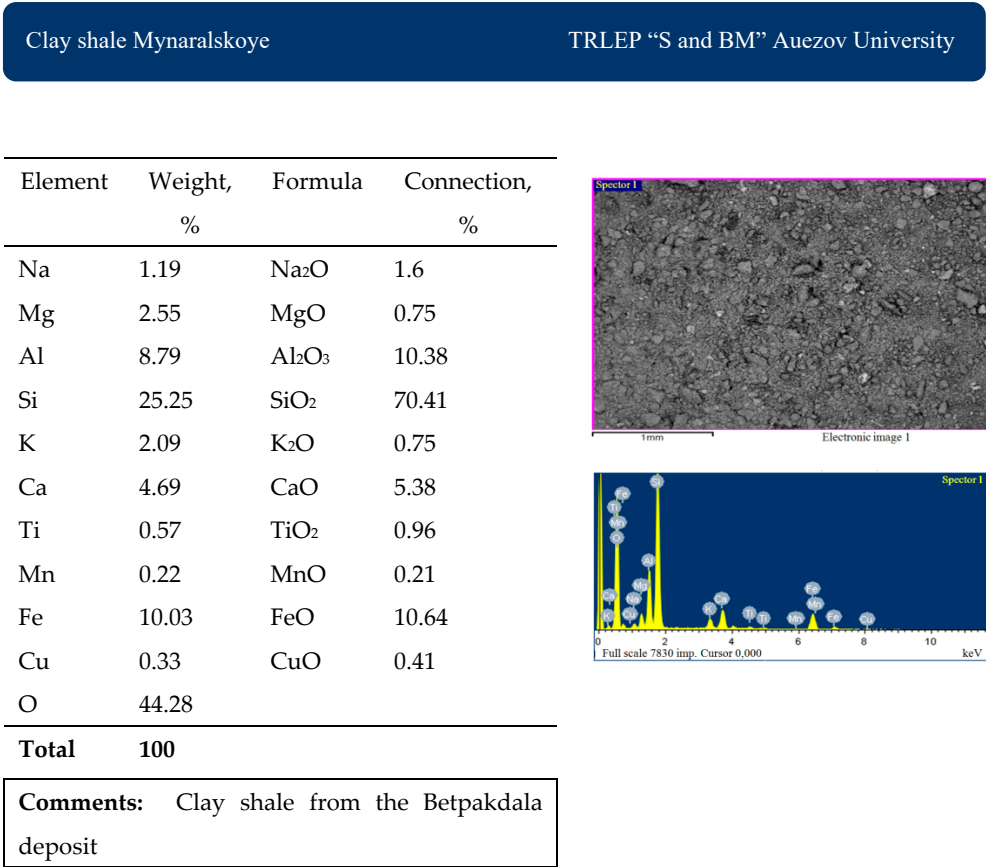 Clay shale Mynaralskoye TRLEP “S and BM” Auezov University
Element Weight, % Formula Connection, %
Na 1.19 Na₂O 1.6
Mg 2.55 MgO 0.75
Al 8.79 Al₂O₃ 10.38
Si 25.25 SiO₂ 70.41
K 2.09 K₂O 0.75
Ca 4.69 CaO 5.38
Ti 0.57 TiO₂ 0.96
Mn 0.22 MnO 0.21
Fe 10.03 FeO 10.64
Cu 0.33 CuO 0.41
O 44.28
Total 100
Comments: Clay shale from the Betpakdala
deposit
Spector I
1mm Electronic image 1
Spector I
Fe
Ti
Mn
O
Ca
K
Cu
Na
Mg
Al
Si
K
Ca
Ti
Ti
Mn
Fe
Mn
Fe
Cu
0 2 4 6 8 10
Full scale 7830 imp. Cursor 0,000 keV